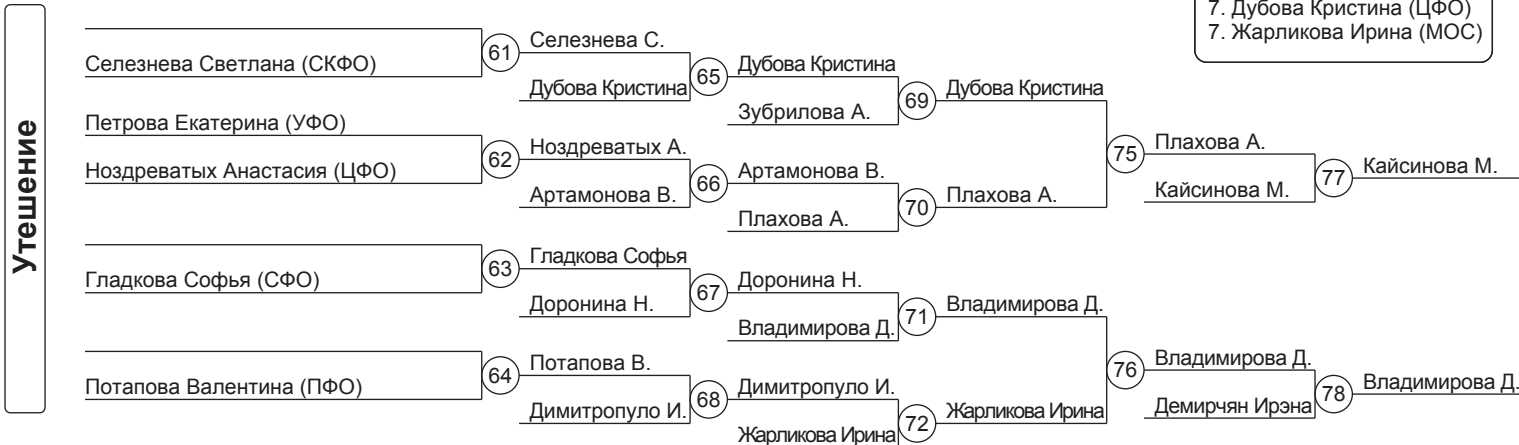 7. Дубова Кристина (ЦФО)
7. Жарликова Ирина (МОС)
Утешение
Селезнева Светлана (СКФО)
61
Селезнева С.
Дубова Кристина
65
Дубова Кристина
Зубрилова А.
69
Дубова Кристина
Петрова Екатерина (УФО)
Ноздреватых Анастасия (ЦФО)
62
Ноздреватых А.
Артамонова В.
66
Артамонова В.
Плахова А.
70
Плахова А.
75
Плахова А.
Кайсинова М.
77
Кайсинова М.
Гладкова Софья (СФО)
63
Гладкова Софья
Доронина Н.
67
Доронина Н.
Владимирова Д.
71
Владимирова Д.
Потапова Валентина (ПФО)
64
Потапова В.
Димитропуло И.
68
Димитропуло И.
Жарликова Ирина
72
Жарликова Ирина
76
Владимирова Д.
Демирчян Ирэна
78
Владимирова Д.